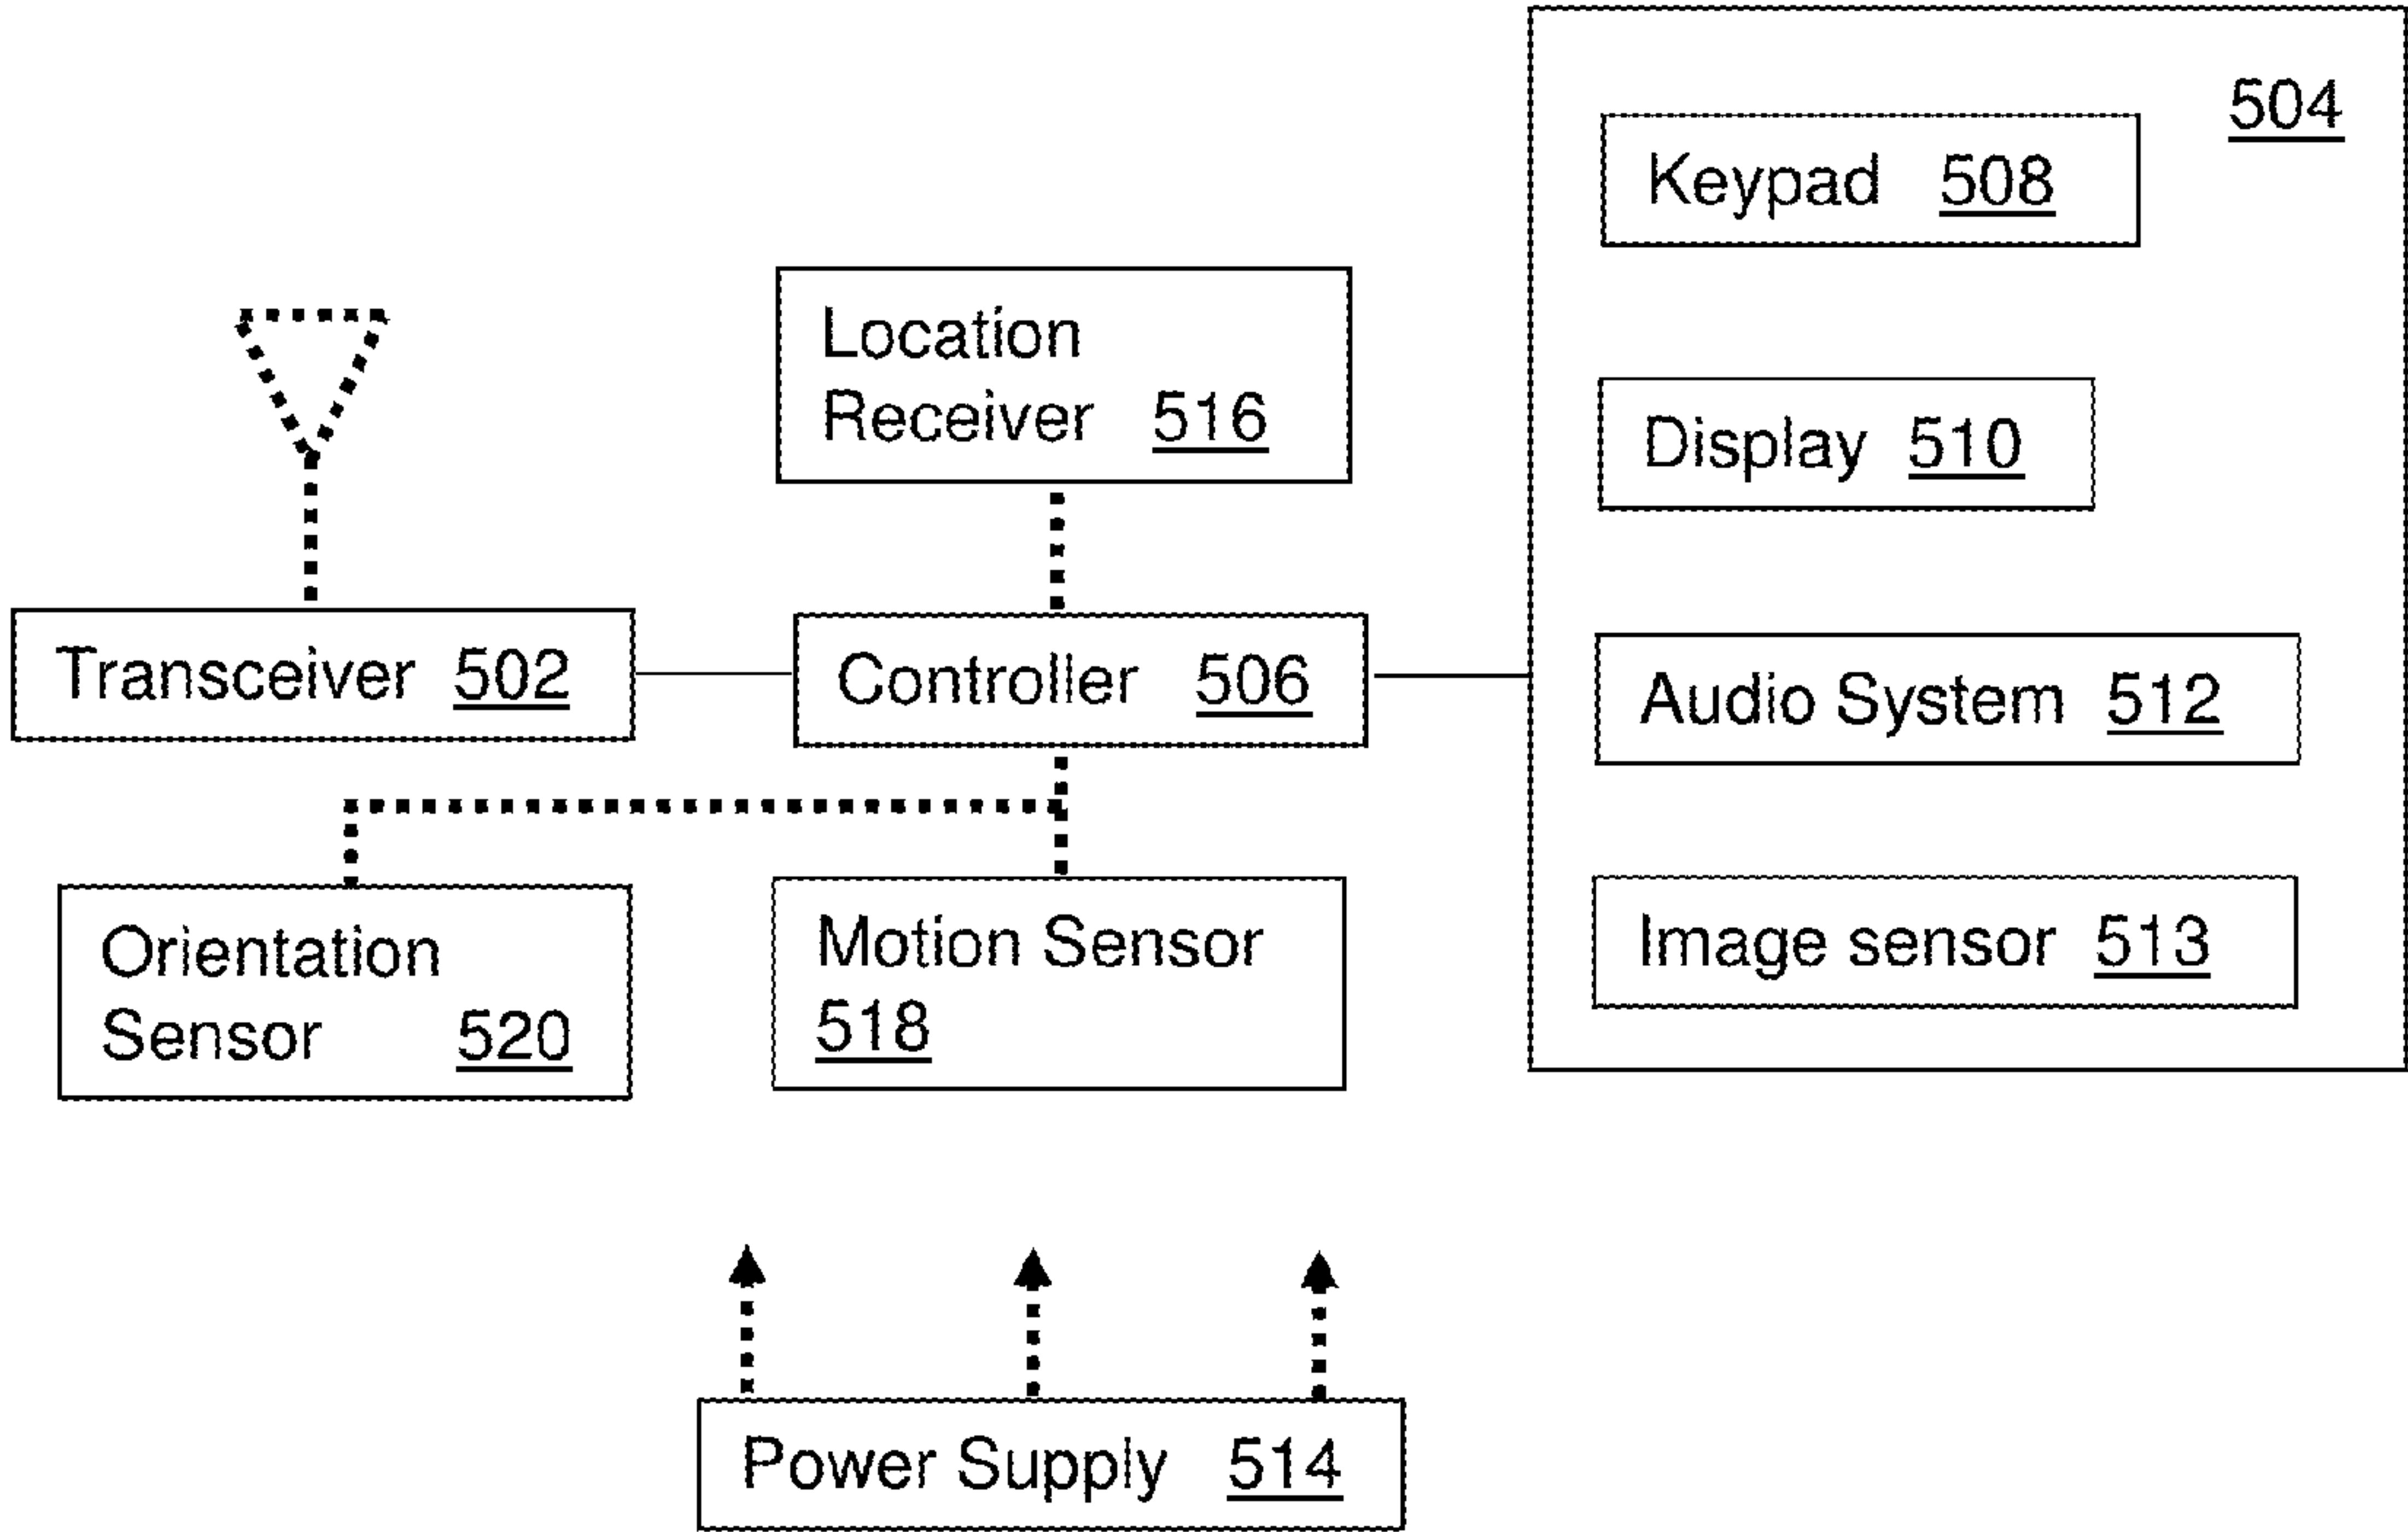 504
Keypad 508
Location
Receiver 516
Display 510
Transceiver 502
Controller 506
Audio System 512
Orientation
Sensor 520
Motion Sensor
518
Image sensor 513
Power Supply 514